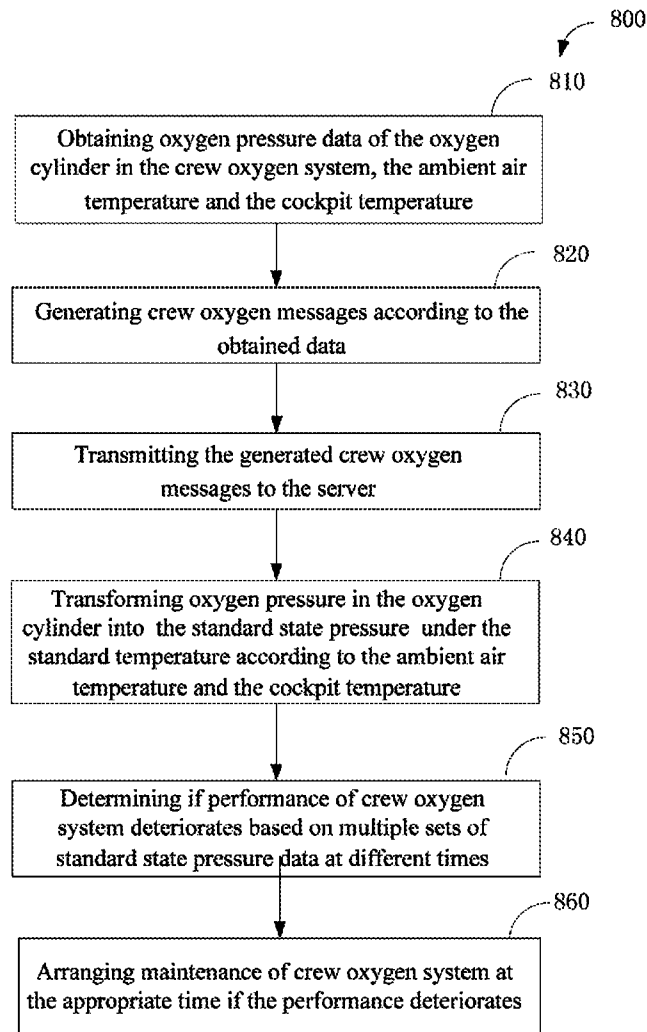 800
810
Obtaining oxygen pressure data of the oxygen
cylinder in the crew oxygen system, the ambient air
temperature and the cockpit temperature
820
Generating crew oxygen messages according to the
obtained data
830
Transmitting the generated crew oxygen
messages to the server
840
Transforming oxygen pressure in the oxygen
cylinder into the standard state pressure under the
standard temperature according to the ambient air
temperature and the cockpit temperature
850
Determining if performance of crew oxygen
system deteriorates based on multiple sets of
standard state pressure data at different times
860
Arranging maintenance of crew oxygen system at
the appropriate time if the performance deteriorates